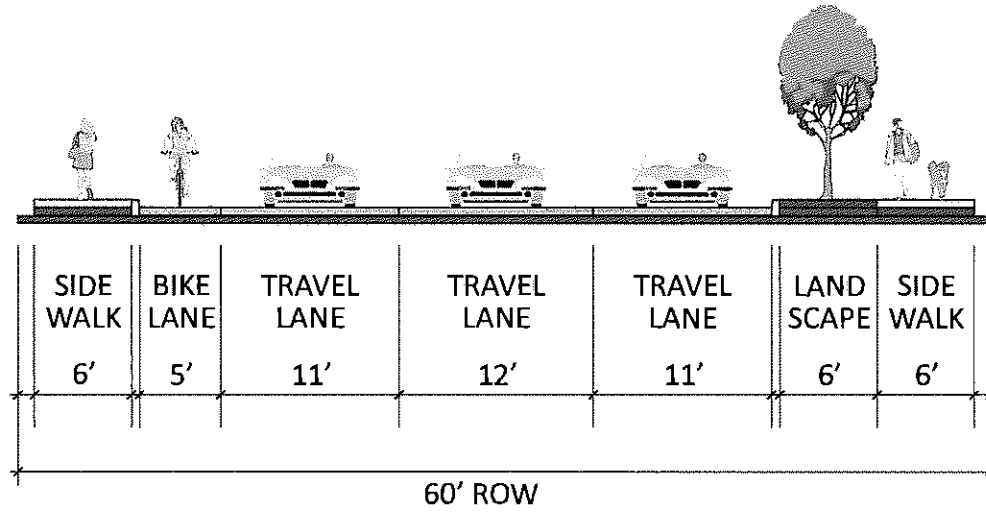 SIDE WALK
6'
BIKE LANE
5'
TRAVEL LANE
11'
TRAVEL LANE
12'
TRAVEL LANE
11'
LAND SCAPE
6'
SIDE WALK
6'
60' ROW